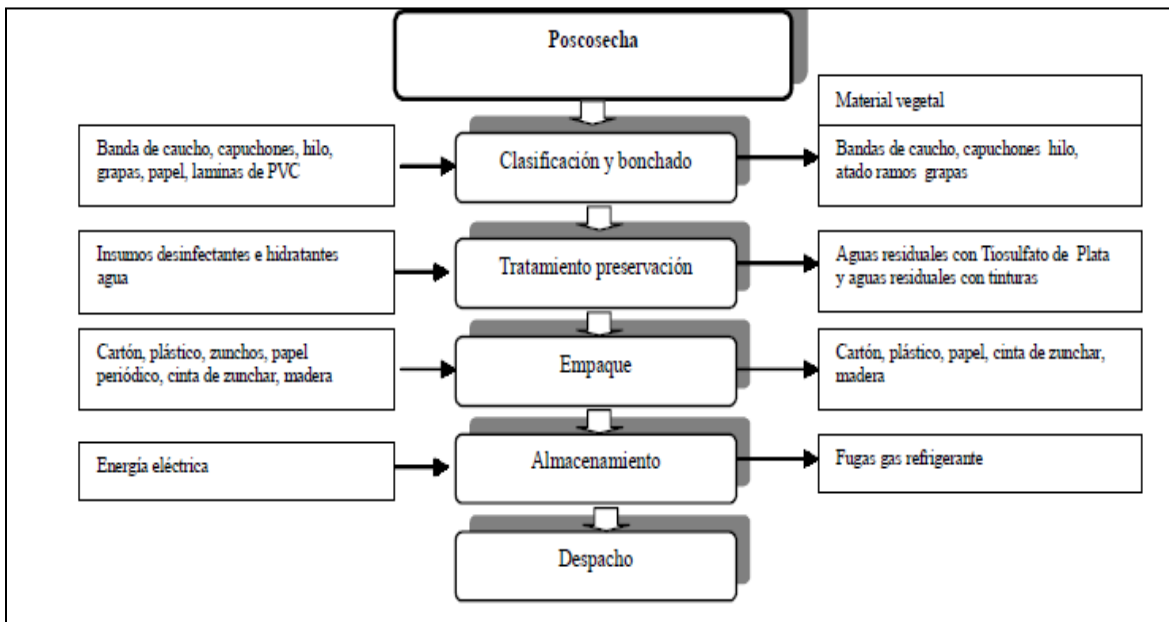 Poscosecha
Material vegetal
Banda de caucho, capuchones, hilo,
grapas, papel, laminas de PVC
Clasificación y bonchado
Bandas de caucho, capuchones hilo,
atado ramos grapas
Insumos desinfectantes e hidratantes
agua
Tratamiento preservación
Aguas residuales con Tiosulfato de Plata
y aguas residuales con tinturas
Cartón, plástico, zunchos, papel
periódico, cinta de zunchar, madera
Empaque
Cartón, plástico, papel, cinta de zunchar,
madera
Energía eléctrica
Almacenamiento
Fugas gas refrigerante
Despacho